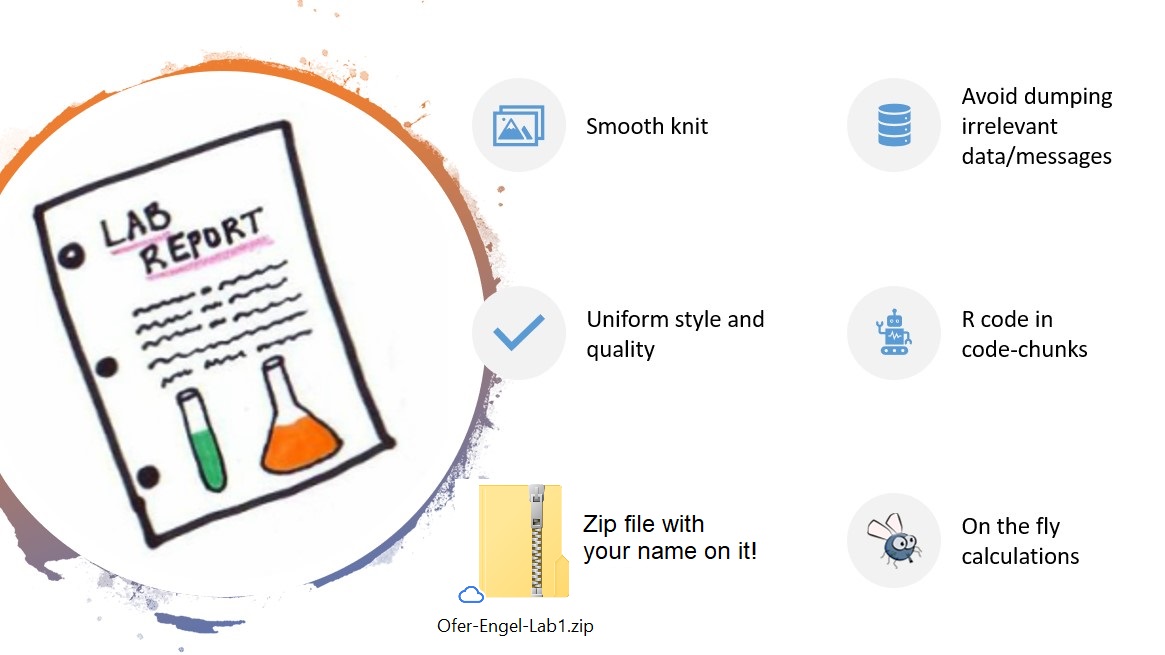 LAB
REPORT
Smooth knit
Avoid dumping
irrelevant
data/messages
Uniform style and
quality
R code in
code-chunks
Zip file with
your name on it!
Ofer-Engel-Lab1.zip
On the fly
calculations